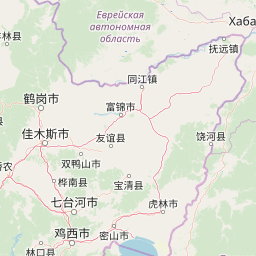 Еврейская
автономная
область
Хаба
抚远镇
林县
同江镇
鹤岗市
富锦市
佳木斯市
友谊县
饶河县
双鸭山市
农
桦南县
宝清县
七台河市
虎林市
鸡西市
密山市
林口县